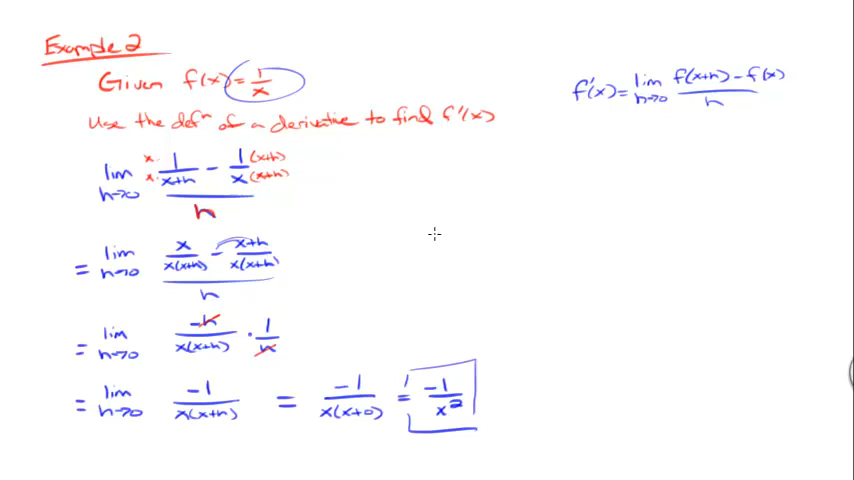 Example 2
Given f(x) = 1/x
f'(x) = lim h→0 (f(x+h) - f(x))/h
Use the defⁿ of a derivative to find f'(x)
lim h→0 (x· 1/x· (x+h) - 1(x+h)/x(x+h))/h
= lim h→0 (x/x(x+h) - (x+h)/x(x+h))/h
= lim h→0 -h/x(x+h) · 1/h
= lim h→0 -1/x(x+h) = -1/x(x+0) = -1/x²